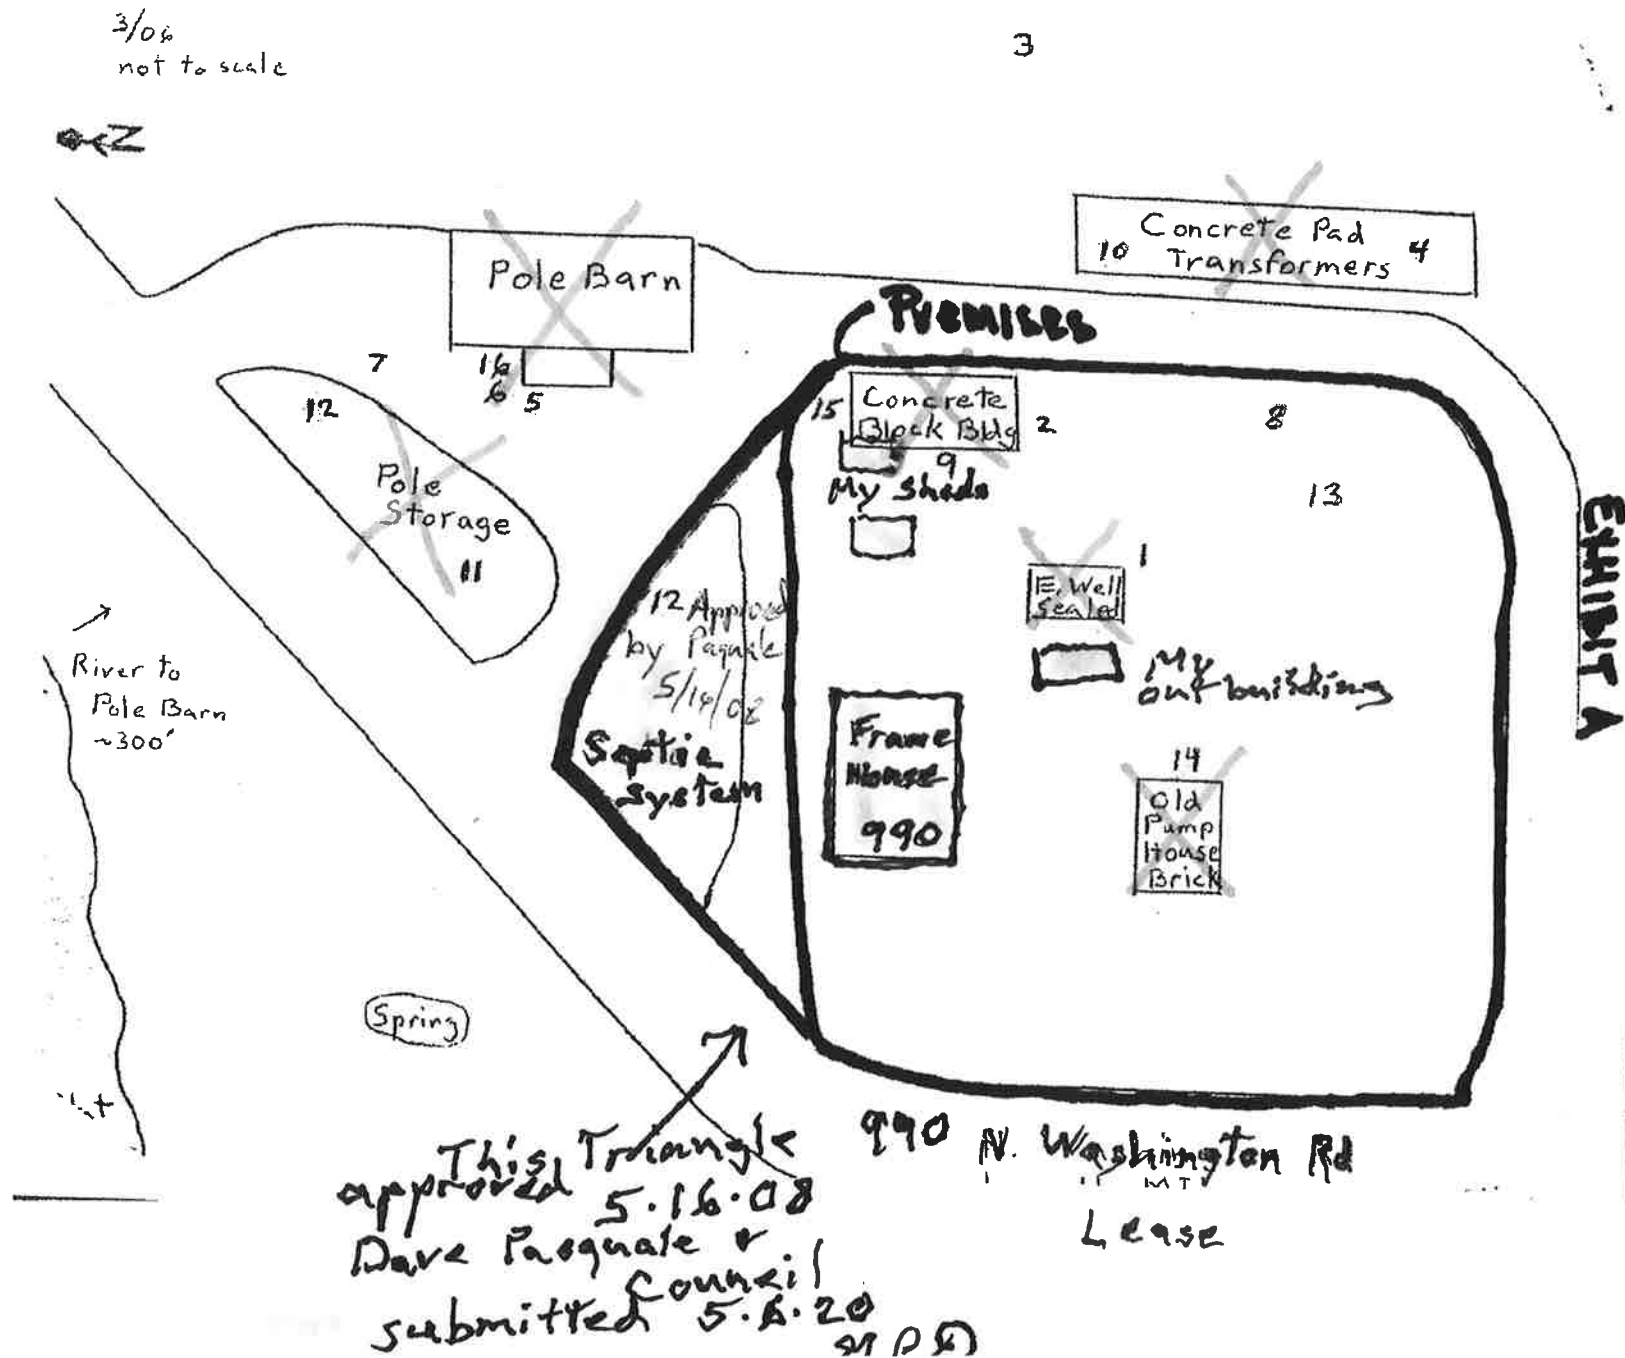 3/06
not to scale
3
N
Concrete Pad
10 Transformers 4
Pole Barn
Premises
7
16
6 5
12
Pole
Storage
11
15
Concrete
Block Bldg
2
8
9
My sheds
13
1
E. Well
Sealed
12 Approved
by Paquale
5/16/08
Septic
system
My
out building
EXHIBIT A
River to
Pole Barn
~300'
Frame
House
990
14
Old
Pump
House
Brick
Spring
990 N. Washington Rd
Lease
This Triangle
approved
5.16.08
Dave Pasquale &
Council
submitted 5.6.20